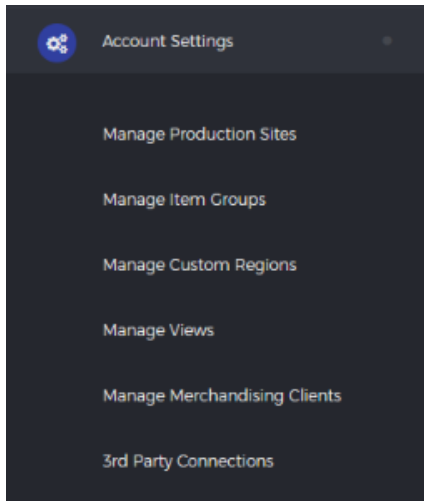 Account Settings
Manage Production Sites
Manage Item Groups
Manage Custom Regions
Manage Views
Manage Merchandising Clients
3rd Party Connections